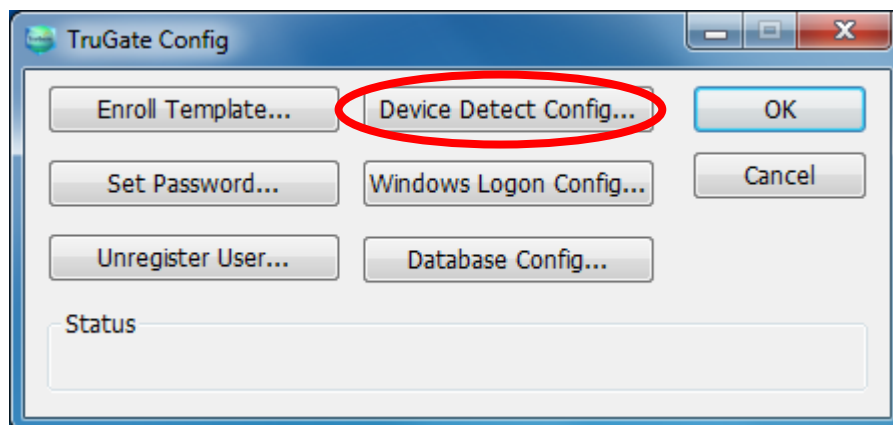 TruGate Config
Enroll Template... Device Detect Config... OK
Set Password... Windows Logon Config... Cancel
Unregister User... Database Config...
Status